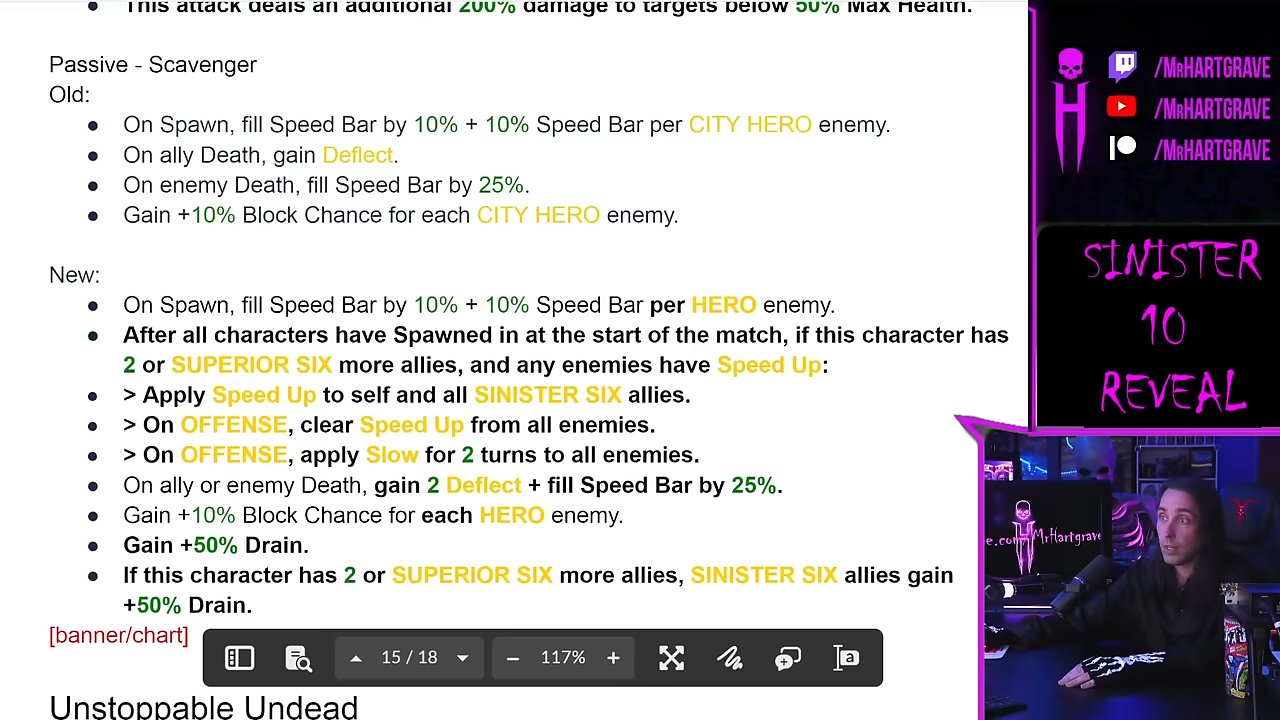 This attack deals an additional 200% damage to targets below 50% Max Health.
Passive - Scavenger
Old:
On Spawn, fill Speed Bar by 10% + 10% Speed Bar per CITY HERO enemy.
On ally Death, gain Deflect.
On enemy Death, fill Speed Bar by 25%.
Gain +10% Block Chance for each CITY HERO enemy.
New:
On Spawn, fill Speed Bar by 10% + 10% Speed Bar per HERO enemy.
After all characters have Spawned in at the start of the match, if this character has
2 or SUPERIOR SIX more allies, and any enemies have Speed Up:
> Apply Speed Up to self and all SINISTER SIX allies.
> On OFFENSE, clear Speed Up from all enemies.
> On OFFENSE, apply Slow for 2 turns to all enemies.
On ally or enemy Death, gain 2 Deflect + fill Speed Bar by 25%.
Gain +10% Block Chance for each HERO enemy.
Gain +50% Drain.
If this character has 2 or SUPERIOR SIX more allies, SINISTER SIX allies gain
+50% Drain.
[banner/chart]
15 / 18
117%
Unstoppable Undead
/MRHARTGRAVE
/MRHARTGRAVE
/MRHARTGRAVE
SINISTER
10
REVEAL
e.com/MrHartgrave